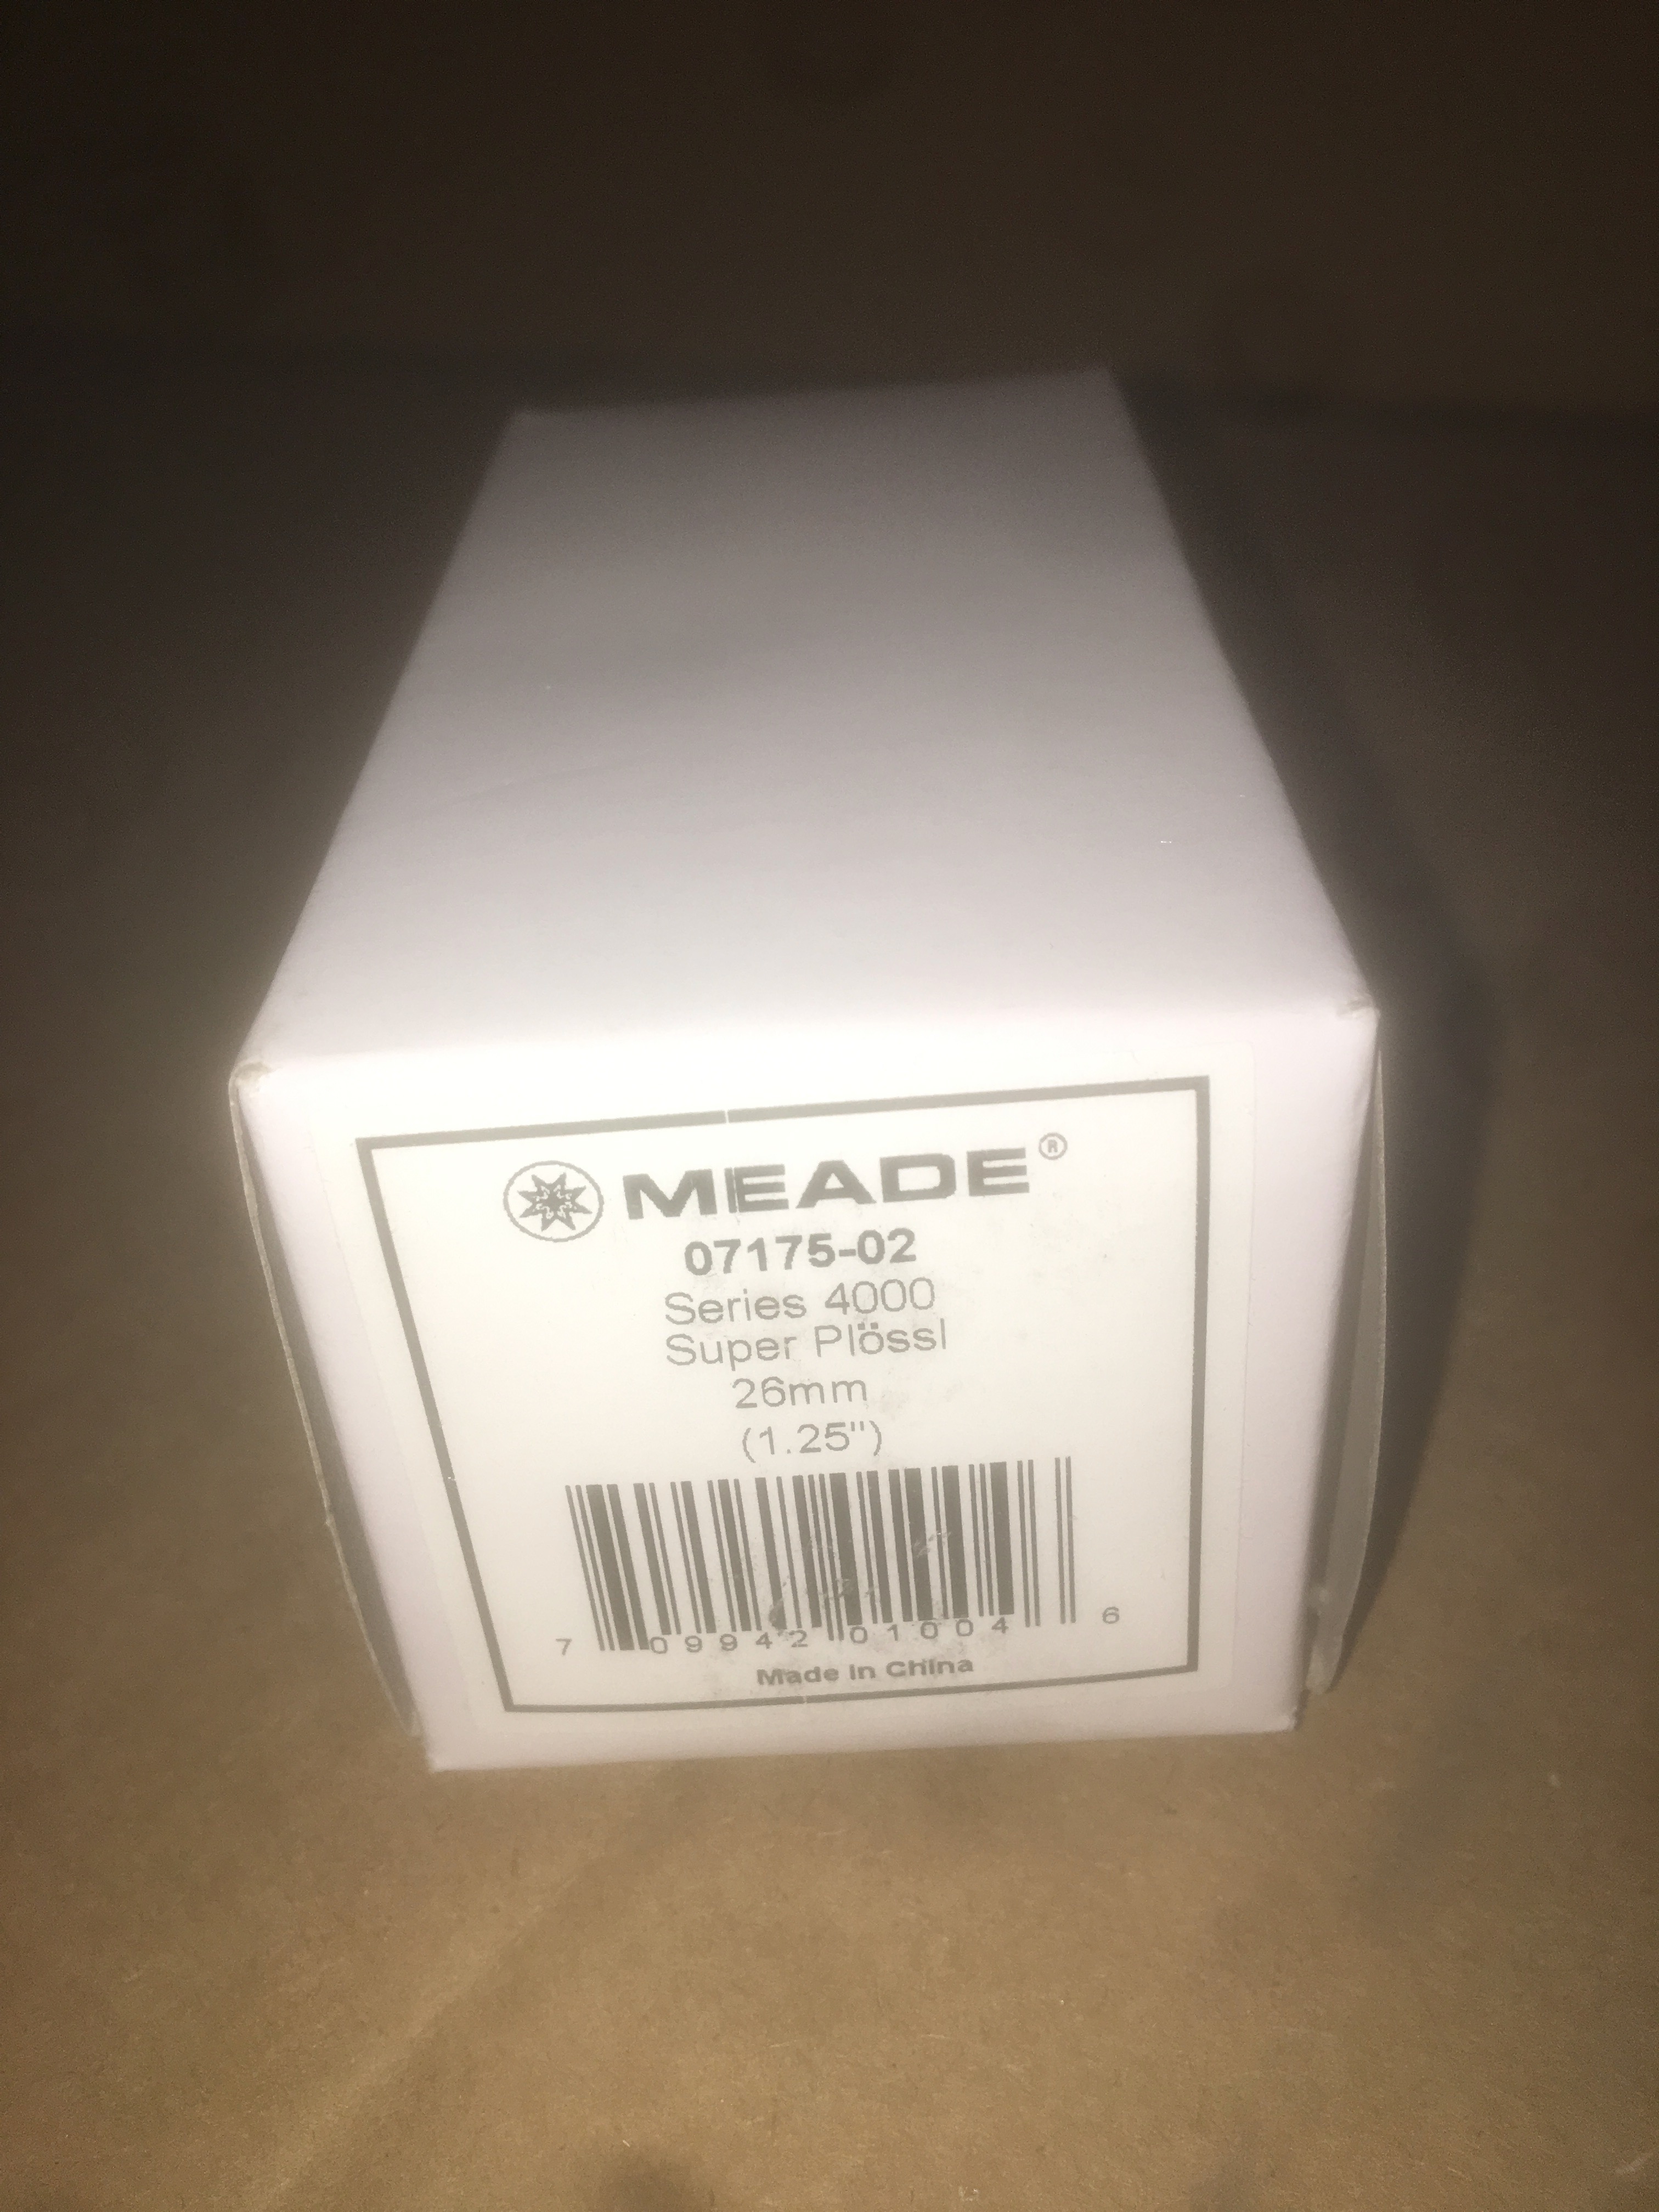 MEADE®
07175-02
Series 4000
Super Plössl
26mm
(1.25")
7 09942 01004 6
Made in China